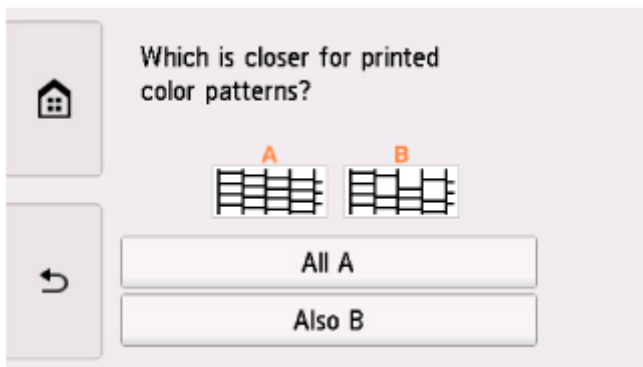 Which is closer for printed
color patterns?
A B
All A
Also B